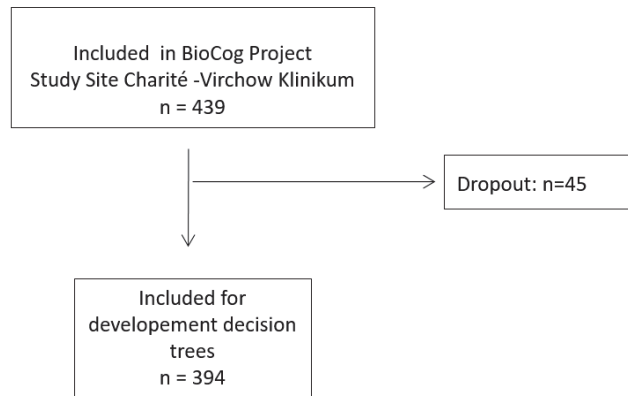 Included in BioCog Project
Study Site Charité -Virchow Klinikum
n = 439
Dropout: n=45
Included for
developement decision
trees
n = 394